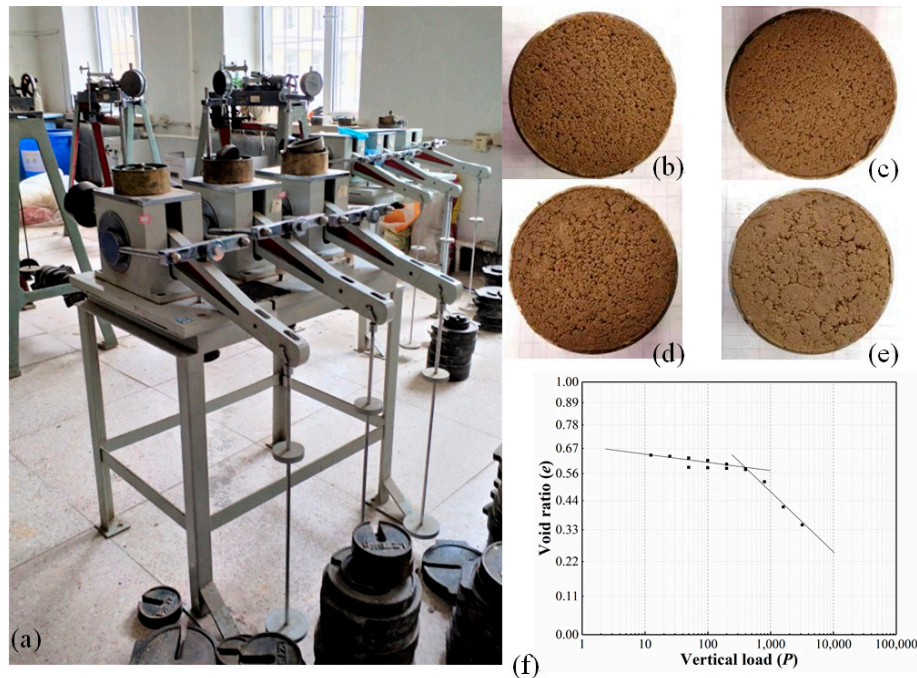 (a)
(b)
(c)
(d)
(e)
(f)
Void ratio (e)
1.00
0.89
0.78
0.67
0.56
0.44
0.33
0.22
0.11
0.00
1
10
100
1,000
10,000
100,000
Vertical load (P)